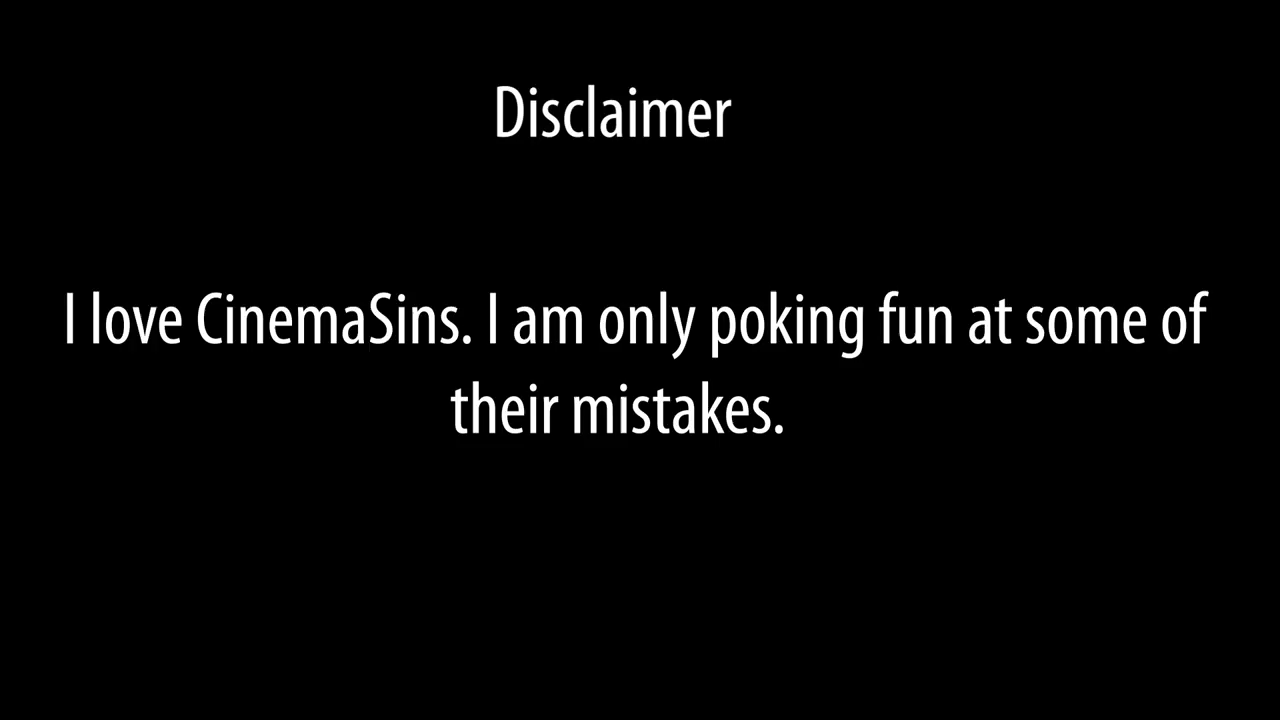 Disclaimer
I love CinemaSins. I am only poking fun at some of
their mistakes.